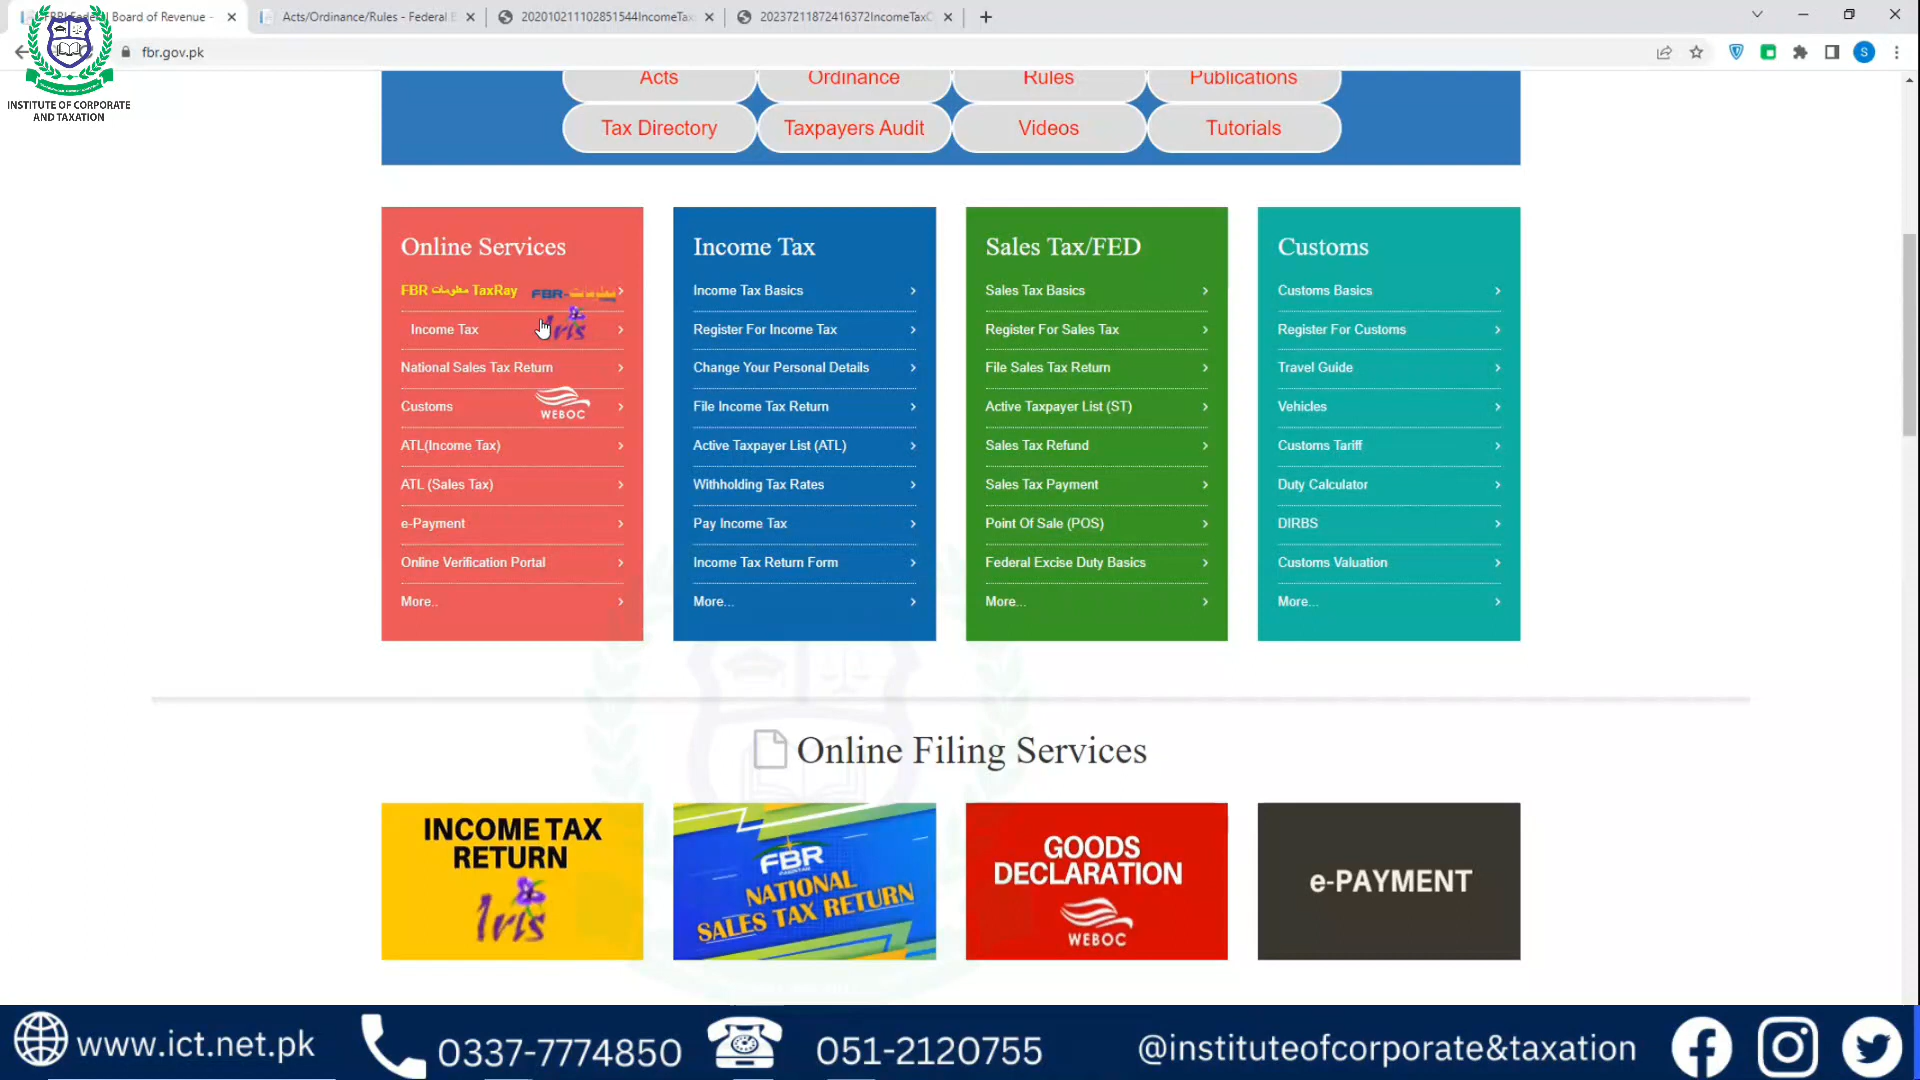 FBR| Federal Board of Revenue -
Acts/Ordinance/Rules - Federal
202010211102851544IncomeTax
20237211872416372IncomeTax
fbr.gov.pk
S
INSTITUTE OF CORPORATE
AND TAXATION
Acts
Ordinance
Rules
Publications
Tax Directory
Taxpayers Audit
Videos
Tutorials
Online Services
FBR معلومات TaxRay
FBR-معلومات
Income Tax
Iris
National Sales Tax Return
Customs
WEBOC
ATL(Income Tax)
ATL (Sales Tax)
e-Payment
Online Verification Portal
More..
Income Tax
Income Tax Basics
Register For Income Tax
Change Your Personal Details
File Income Tax Return
Active Taxpayer List (ATL)
Withholding Tax Rates
Pay Income Tax
Income Tax Return Form
More...
Sales Tax/FED
Sales Tax Basics
Register For Sales Tax
File Sales Tax Return
Active Taxpayer List (ST)
Sales Tax Refund
Sales Tax Payment
Point Of Sale (POS)
Federal Excise Duty Basics
More...
Customs
Customs Basics
Register For Customs
Travel Guide
Vehicles
Customs Tariff
Duty Calculator
DIRBS
Customs Valuation
More...
Online Filing Services
INCOME TAX
RETURN
Iris
FBR
PAKISTAN
NATIONAL
SALES TAX RETURN
GOODS
DECLARATION
WEBOC
e-PAYMENT
www.ict.net.pk
0337-7774850
051-2120755
@instituteofcorporate&taxation